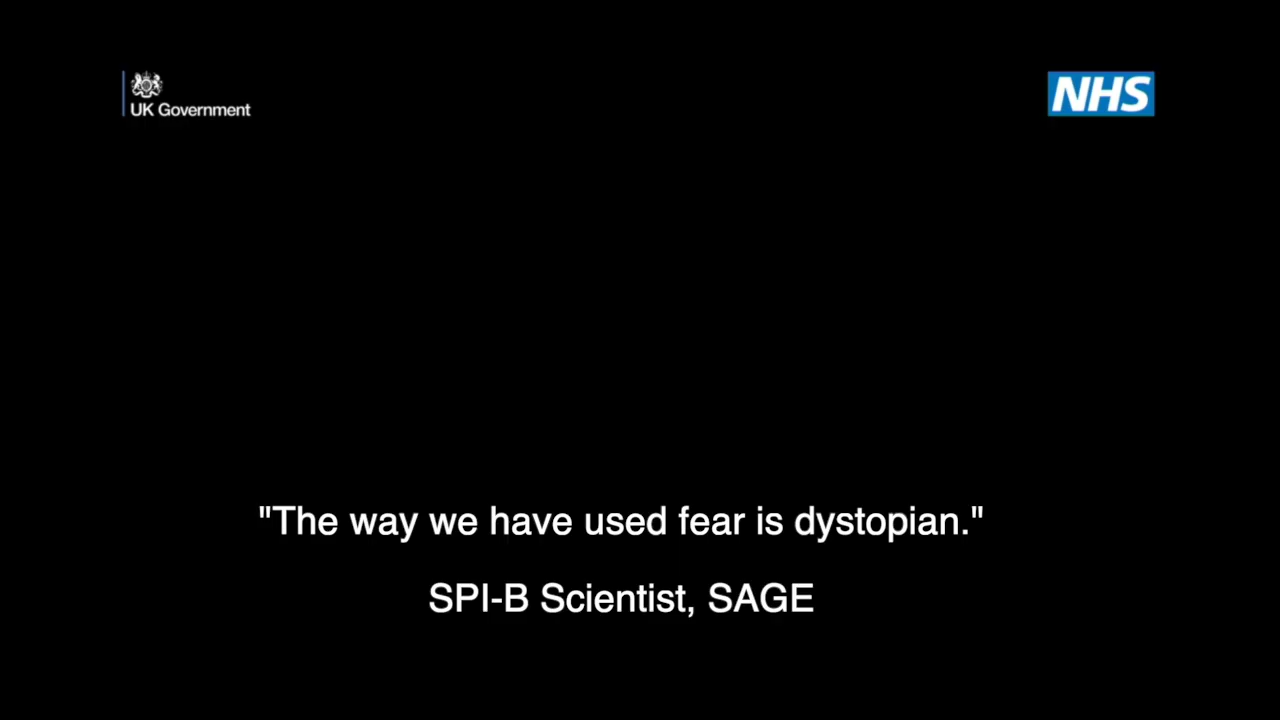 UK Government
NHS
"The way we have used fear is dystopian."
SPI-B Scientist, SAGE